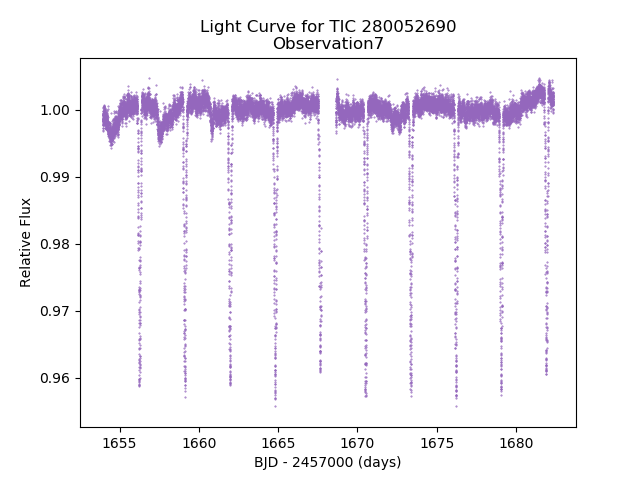 Light Curve for TIC 280052690
Observation7
1.00
0.99
0.98
0.97
0.96
Relative Flux
1655
1660
1665
1670
1675
1680
BJD - 2457000 (days)